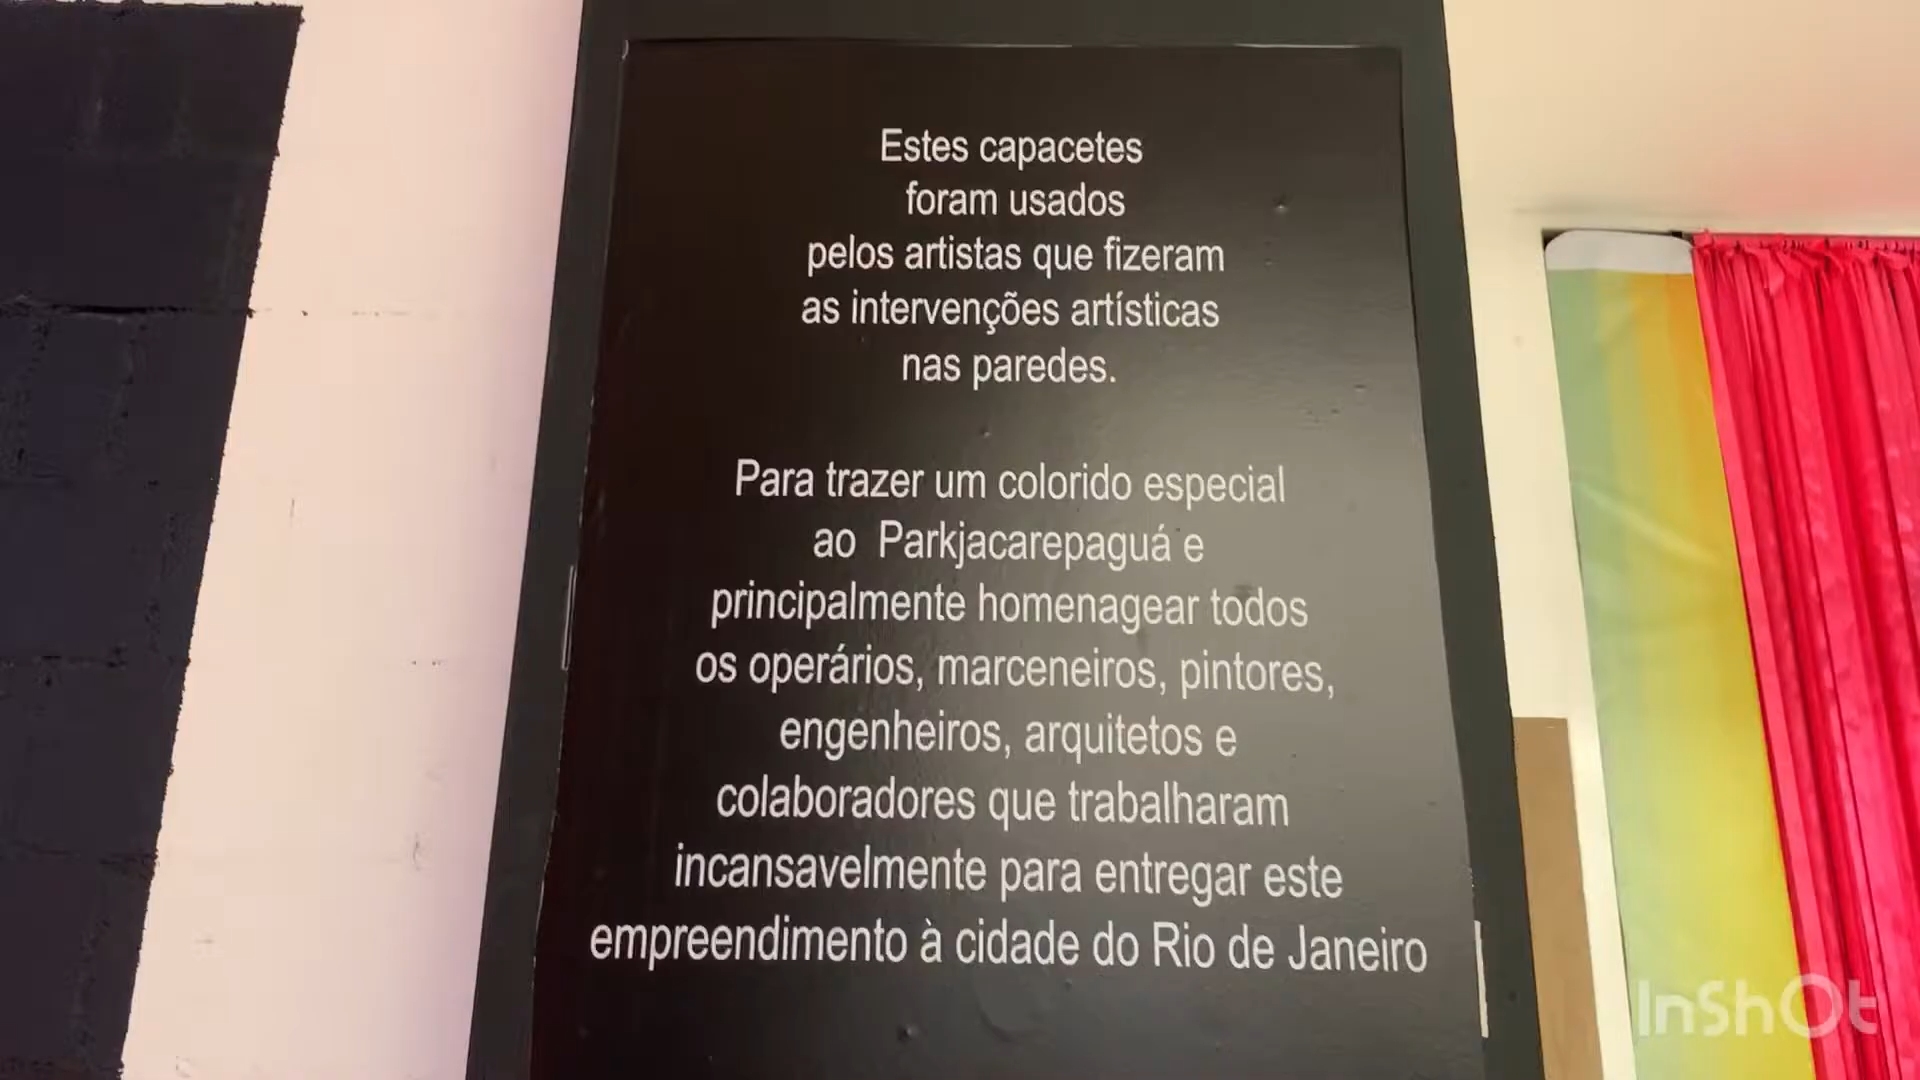 Estes capacetes
foram usados
pelos artistas que fizeram
as intervenções artísticas
nas paredes.
Para trazer um colorido especial
ao Parkjacarepaguá e
principalmente homenagear todos
os operários, marceneiros, pintores,
engenheiros, arquitetos e
colaboradores que trabalharam
incansavelmente para entregar este
empreendimento à cidade do Rio de Janeiro
InShOt